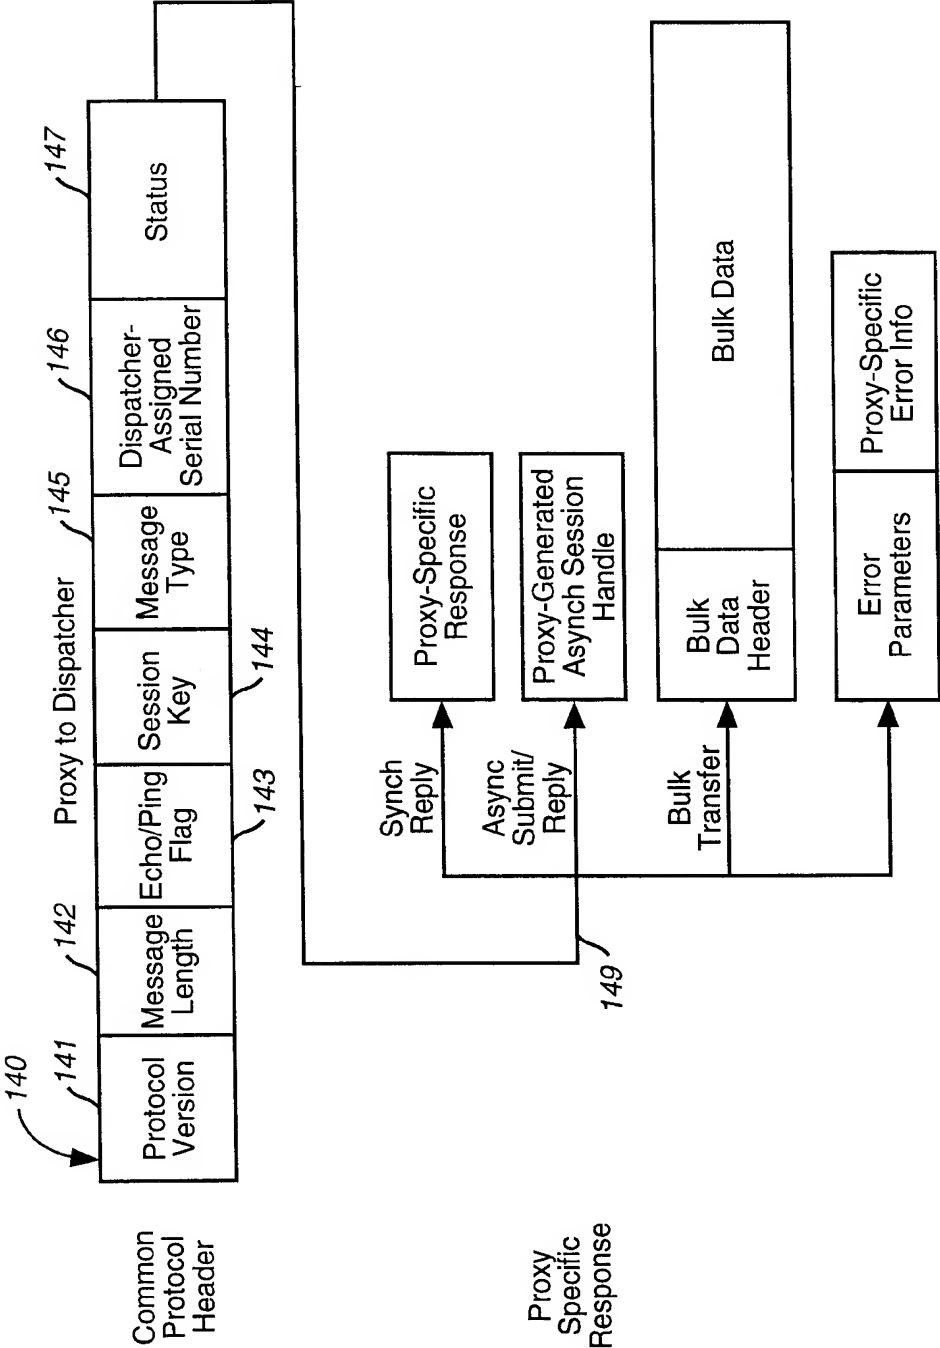 Proxy to Dispatcher
140
141
142
145
146
147
Common
Protocol
Header
Protocol
Version
Message
Length
Echo/Ping
Flag
Session
Key
Message
Type
Dispatcher-
Assigned
Serial Number
Status
143
144
Proxy
Specific
Response
149
Synch
Reply
Proxy-Specific
Response
Async
Submit/
Reply
Proxy-Generated
Asynch Session
Handle
Bulk
Transfer
Bulk
Data
Header
Bulk Data
Error
Parameters
Proxy-Specific
Error Info